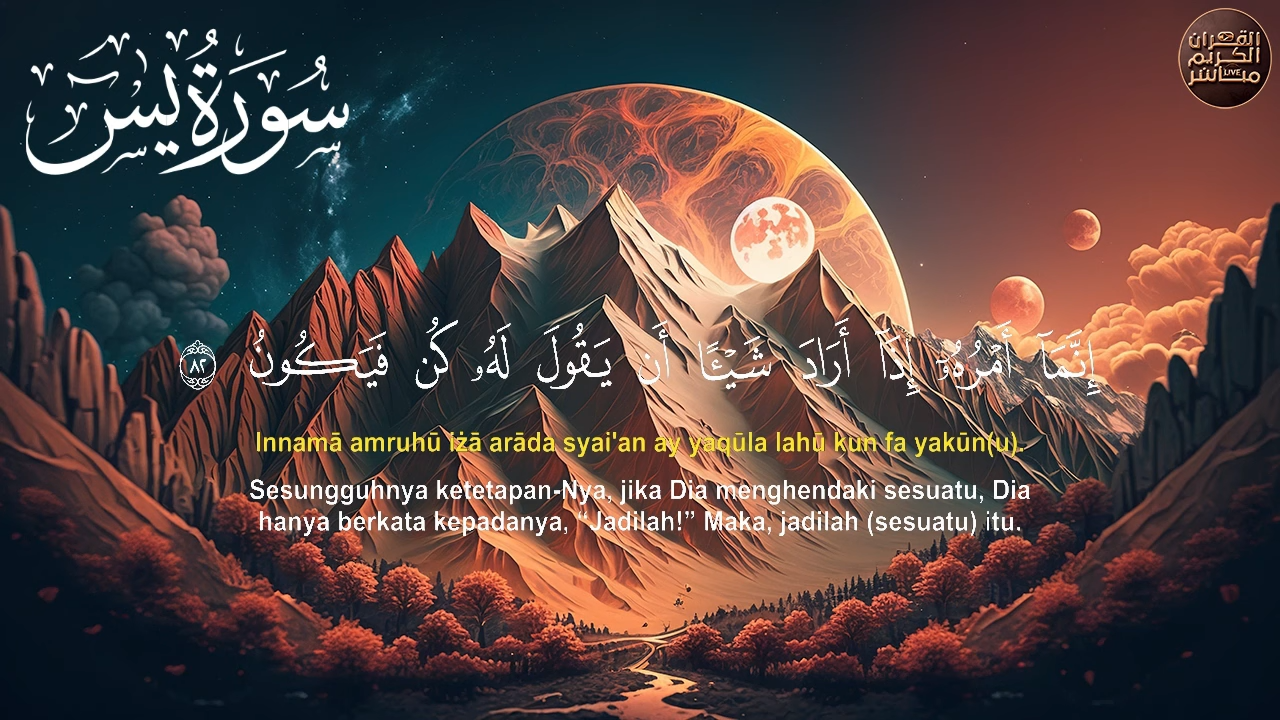 سُورَةُ يسٓ
القرآن
الكريم
مباشر LIVE
إِنَّمَآ أَمْرُهُۥٓ إِذَآ أَرَادَ شَيْـًٔا أَن يَقُولَ لَهُۥ كُن فَيَكُونُ ٨٢
Innamā amruhū iżā arāda syai'an ay yaqūla lahū kun fa yakūn(u).
Sesungguhnya ketetapan-Nya, jika Dia menghendaki sesuatu, Dia
hanya berkata kepadanya, “Jadilah!” Maka, jadilah (sesuatu) itu.